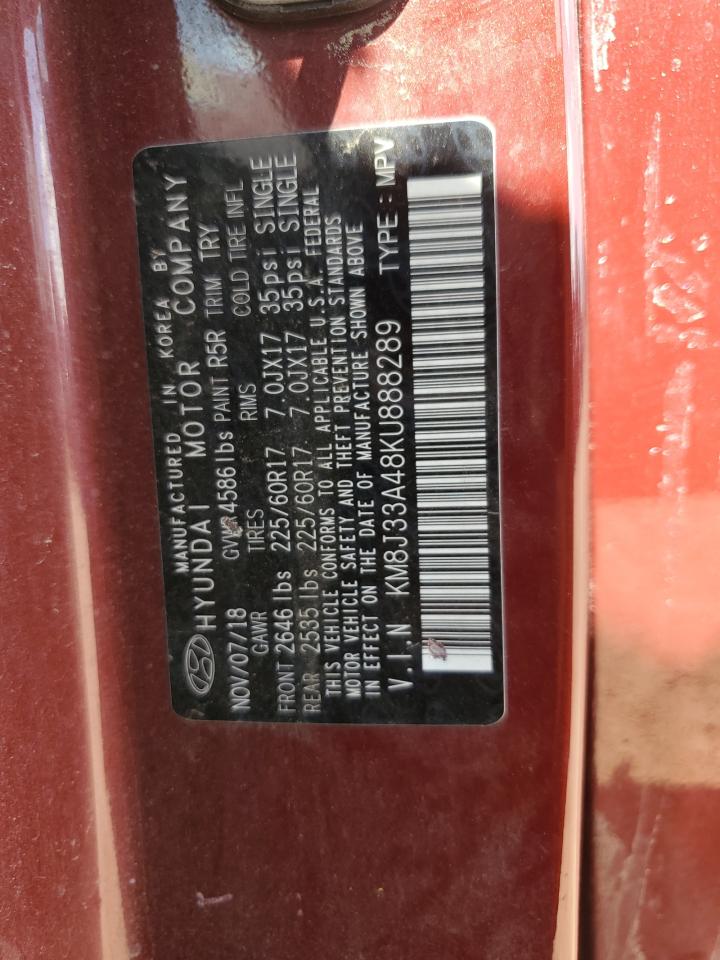 MANUFACTURED IN KOREA BY
HYUNDAI MOTOR COMPANY
NOV/07/18 4586 lbs PAINT R5R TRIM TRY
GAWR TIRES RIMS COLD TIRE INFL
FRONT 2646 lbs 225/60R17 7.0JX17 35psi SINGLE
REAR 2535 lbs 225/60R17 7.0JX17 35psi SINGLE
THIS VEHICLE CONFORMS TO ALL APPLICABLE U.S.A. FEDERAL
MOTOR VEHICLE SAFETY AND THEFT PREVENTION STANDARDS
IN EFFECT ON THE DATE OF MANUFACTURE SHOWN ABOVE
V.I.N KM8J33A48KU888289 TYPE : MPV